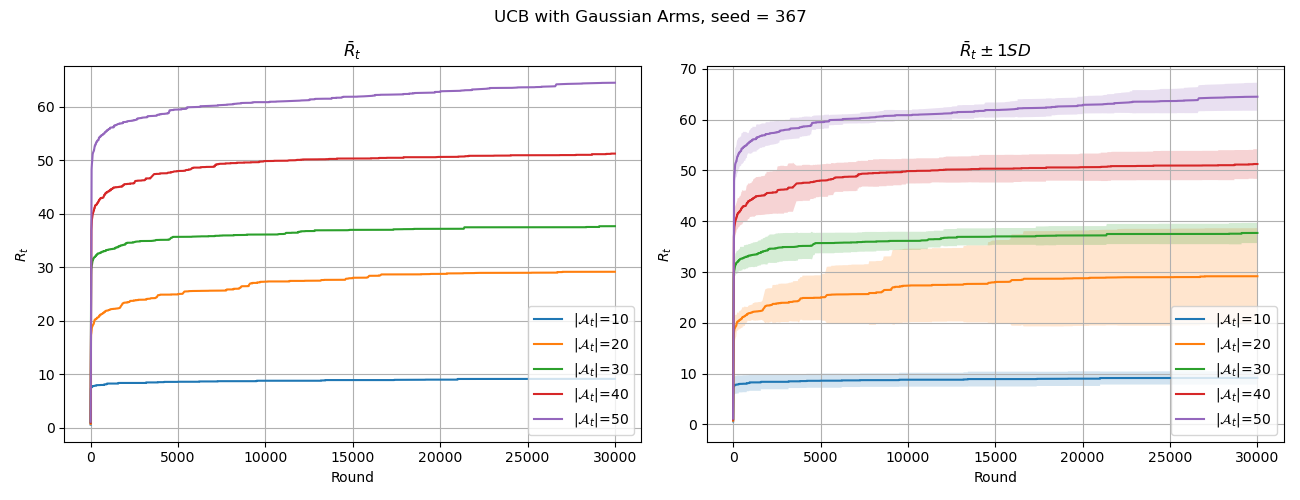 UCB with Gaussian Arms, seed = 367
R̄ₜ
60
50
40
30
20
10
0
Rₜ
0 5000 10000 15000 20000 25000 30000
Round
|𝒜ₜ|=10
|𝒜ₜ|=20
|𝒜ₜ|=30
|𝒜ₜ|=40
|𝒜ₜ|=50
R̄ₜ ± 1SD
70
60
50
40
30
20
10
0
Rₜ
0 5000 10000 15000 20000 25000 30000
Round
|𝒜ₜ|=10
|𝒜ₜ|=20
|𝒜ₜ|=30
|𝒜ₜ|=40
|𝒜ₜ|=50